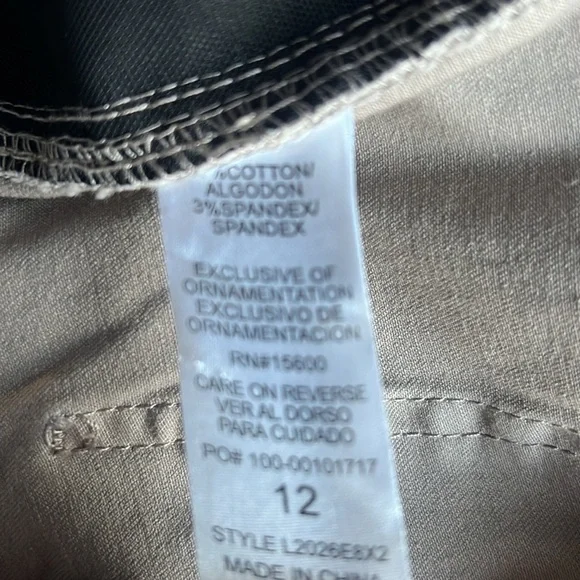 %COTTON/
ALGODON
3%SPANDEX/
SPANDEX
EXCLUSIVE OF
ORNAMENTATION
EXCLUSIVO DE
ORNAMENTACION
RN#15600
CARE ON REVERSE
VER AL DORSO
PARA CUIDADO
PO# 100-00101717
12
STYLE L2026E8X2
MADE IN CHINA